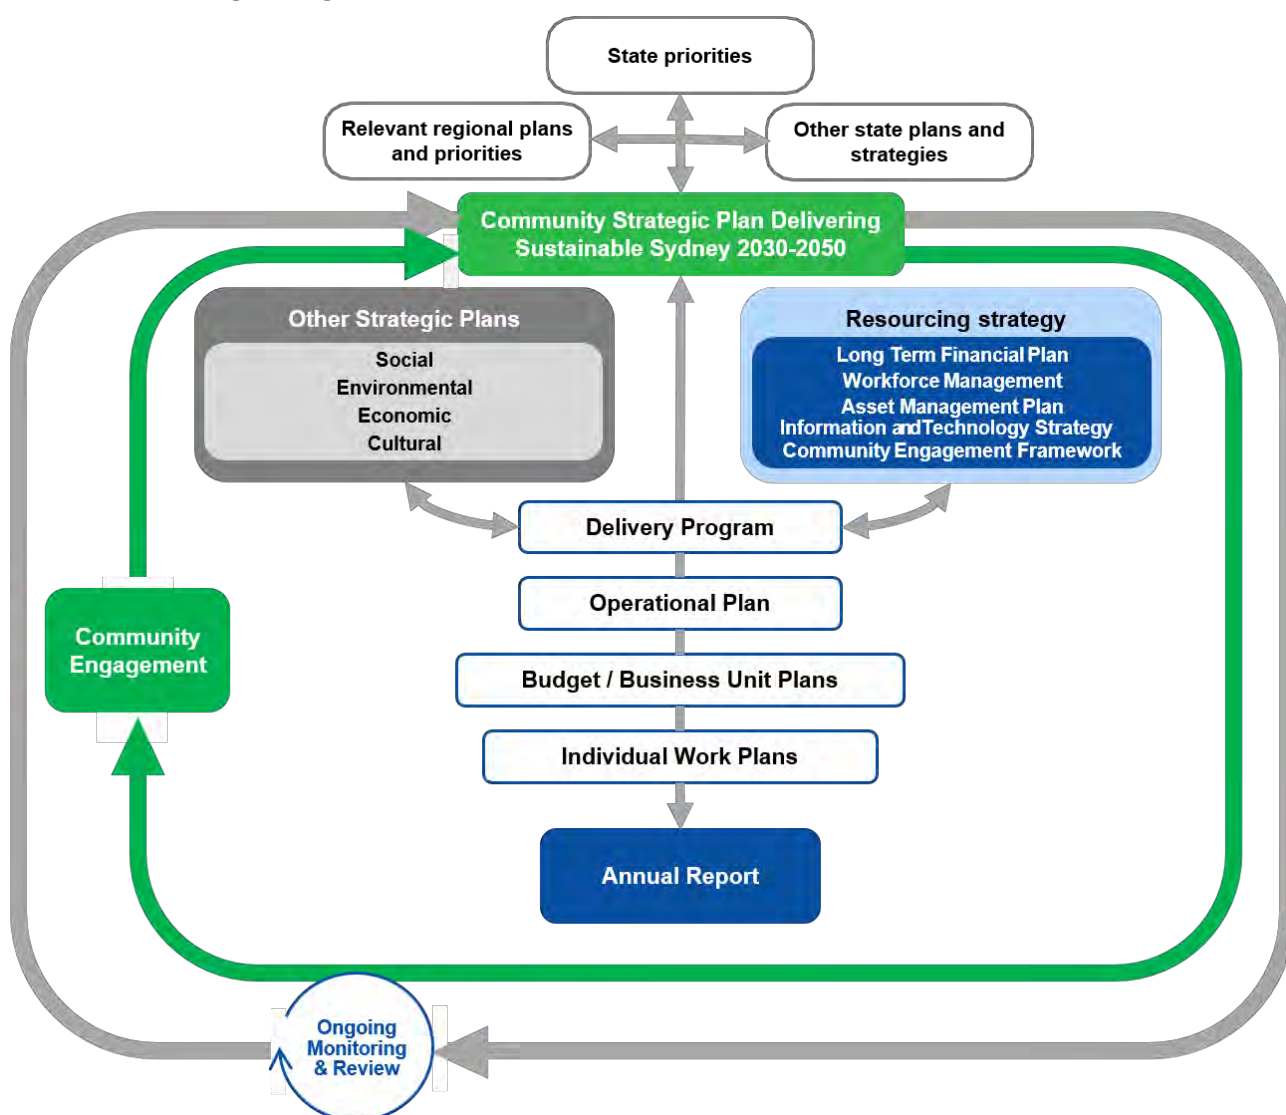 State priorities
Relevant regional plans
and priorities
Other state plans and
strategies
Community Strategic Plan Delivering
Sustainable Sydney 2030-2050
Other Strategic Plans
Social
Environmental
Economic
Cultural
Resourcing strategy
Long Term Financial Plan
Workforce Management
Asset Management Plan
Information and Technology Strategy
Community Engagement Framework
Delivery Program
Operational Plan
Community
Engagement
Budget / Business Unit Plans
Individual Work Plans
Annual Report
Ongoing
Monitoring
& Review